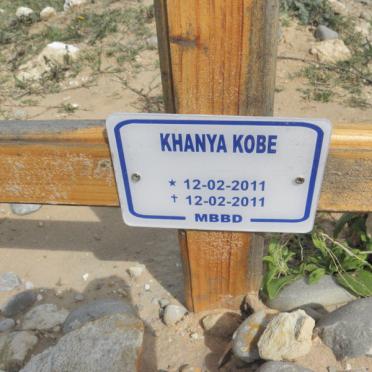 KHANYA KOBE
★ 12-02-2011
✝ 12-02-2011
MBBD